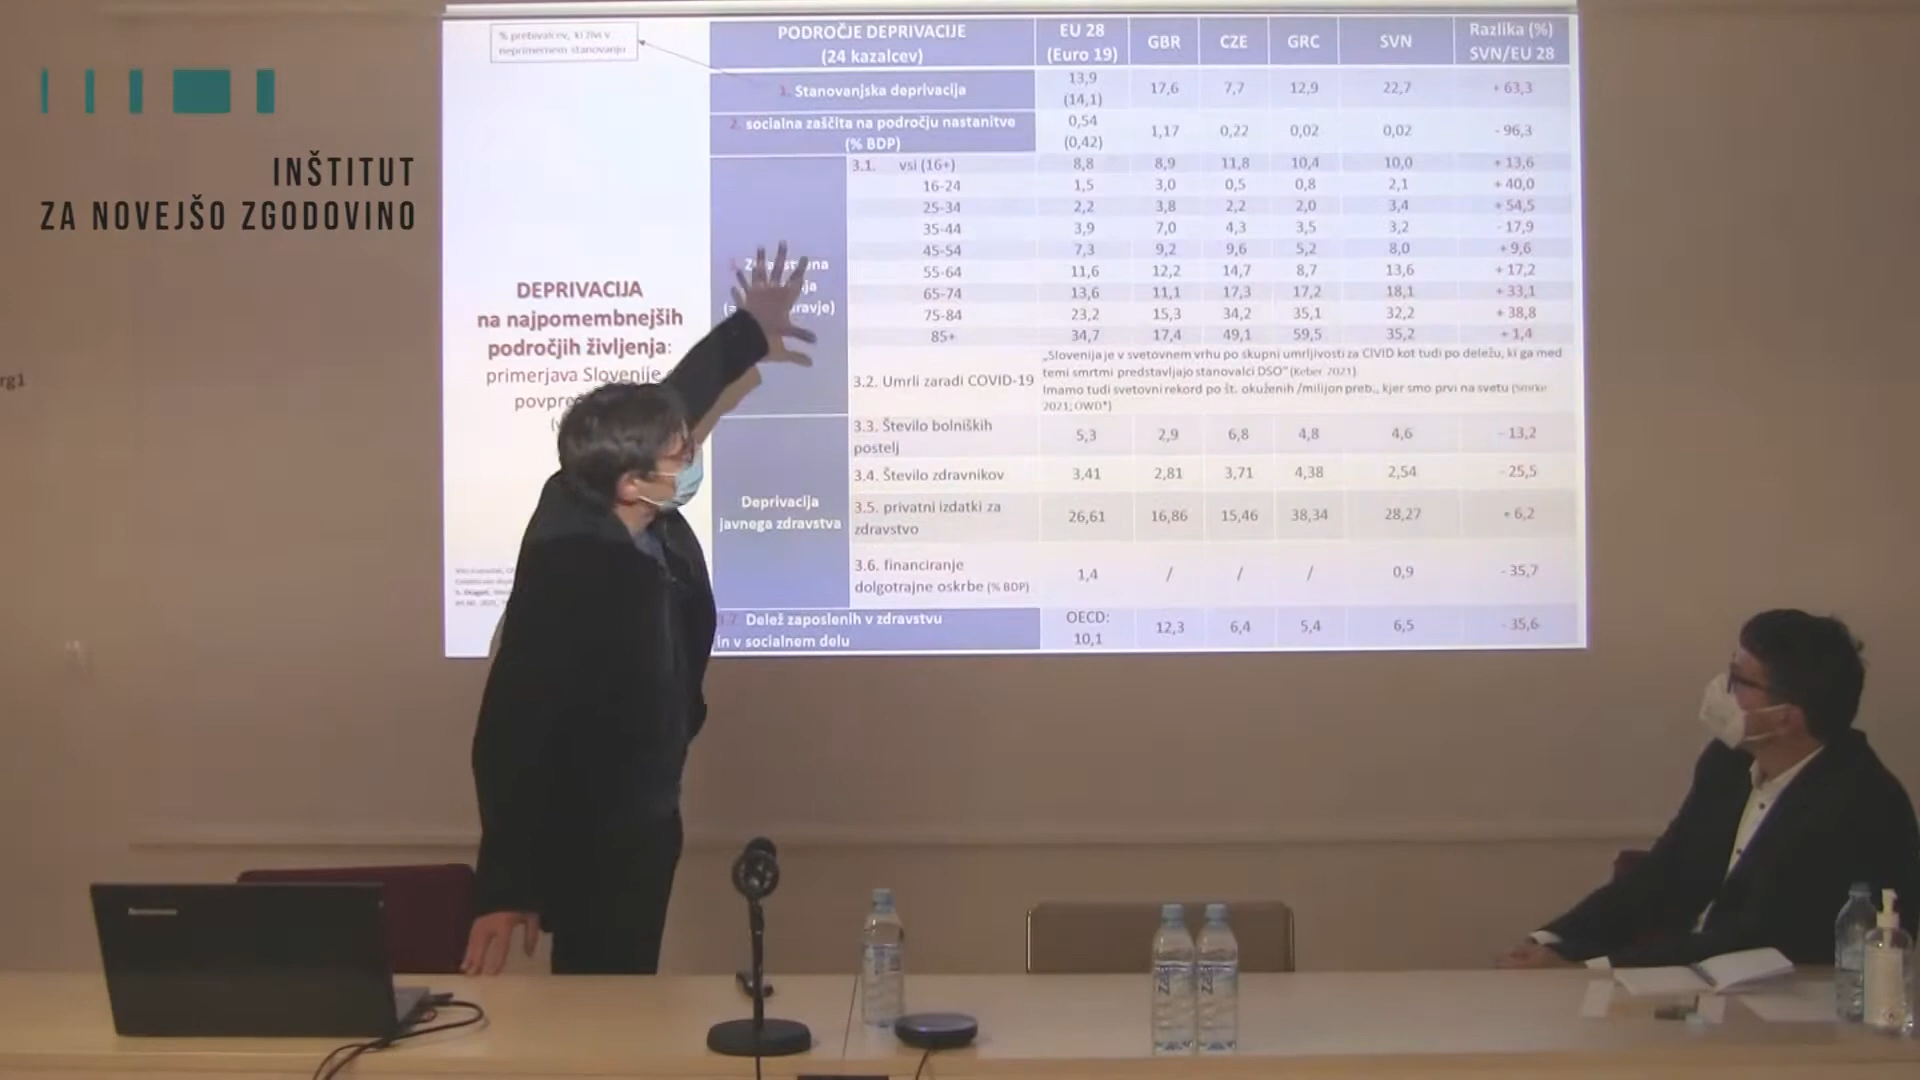 INŠTITUT
ZA NOVEJŠO ZGODOVINO
rg1
% prebivalcev, ki živi v
neprimernem stanovanju
DEPRIVACIJA
na najpomembnejših
področjih življenja:
primerjava Slovenije
PODROČJE DEPRIVACIJE
(24 kazalcev)
EU 28
(Euro 19)
GBR
CZE
GRC
SVN
Razlika (%)
SVN/EU 28
1. Stanovanjska deprivacija
13,9
(14,1)
17,6
7,7
12,9
22,7
+ 63,3
2. socialna zaščita na področju nastanitve
(% BDP)
0,54
(0,42)
1,17
0,22
0,02
0,02
- 96,3
3.1. vsi (16+) 8,8 8,9 11,8 10,4 10,0 + 13,6
16-24 1,5 3,0 0,5 0,8 2,1 + 40,0
25-34 2,2 3,8 2,2 2,0 3,4 + 54,5
35-44 3,9 7,0 4,3 3,5 3,2 - 17,9
45-54 7,3 9,2 9,6 5,2 8,0 + 9,6
55-64 11,6 12,2 14,7 8,7 13,6 + 17,2
65-74 13,6 11,1 17,3 17,2 18,1 + 33,1
75-84 23,2 15,3 34,2 35,1 32,2 + 38,8
85+ 34,7 17,4 49,1 59,5 35,2 + 1,4
3.2. Umrli zaradi COVID-19
„Slovenija je v svetovnem vrhu po skupni umrljivosti za CIVID kot tudi po deležu, ki ga med
temi smrtmi predstavljajo stanovalci DSO“ (Keber 2021).
Imamo tudi svetovni rekord po št. okuženih /milijon preb., kjer smo prvi na svetu (Smrke
2021; OWD*)
Deprivacija
javnega zdravstva
3.3. Število bolniških
postelj
5,3 2,9 6,8 4,8 4,6 - 13,2
3.4. Število zdravnikov 3,41 2,81 3,71 4,38 2,54 - 25,5
3.5. privatni izdatki za
zdravstvo
26,61 16,86 15,46 38,34 28,27 + 6,2
3.6. financiranje
dolgotrajne oskrbe (% BDP)
1,4 / / / 0,9 - 35,7
3.7. Delež zaposlenih v zdravstvu
in v socialnem delu
OECD:
10,1
12,3 6,4 5,4 6,5 - 35,6
lenovo